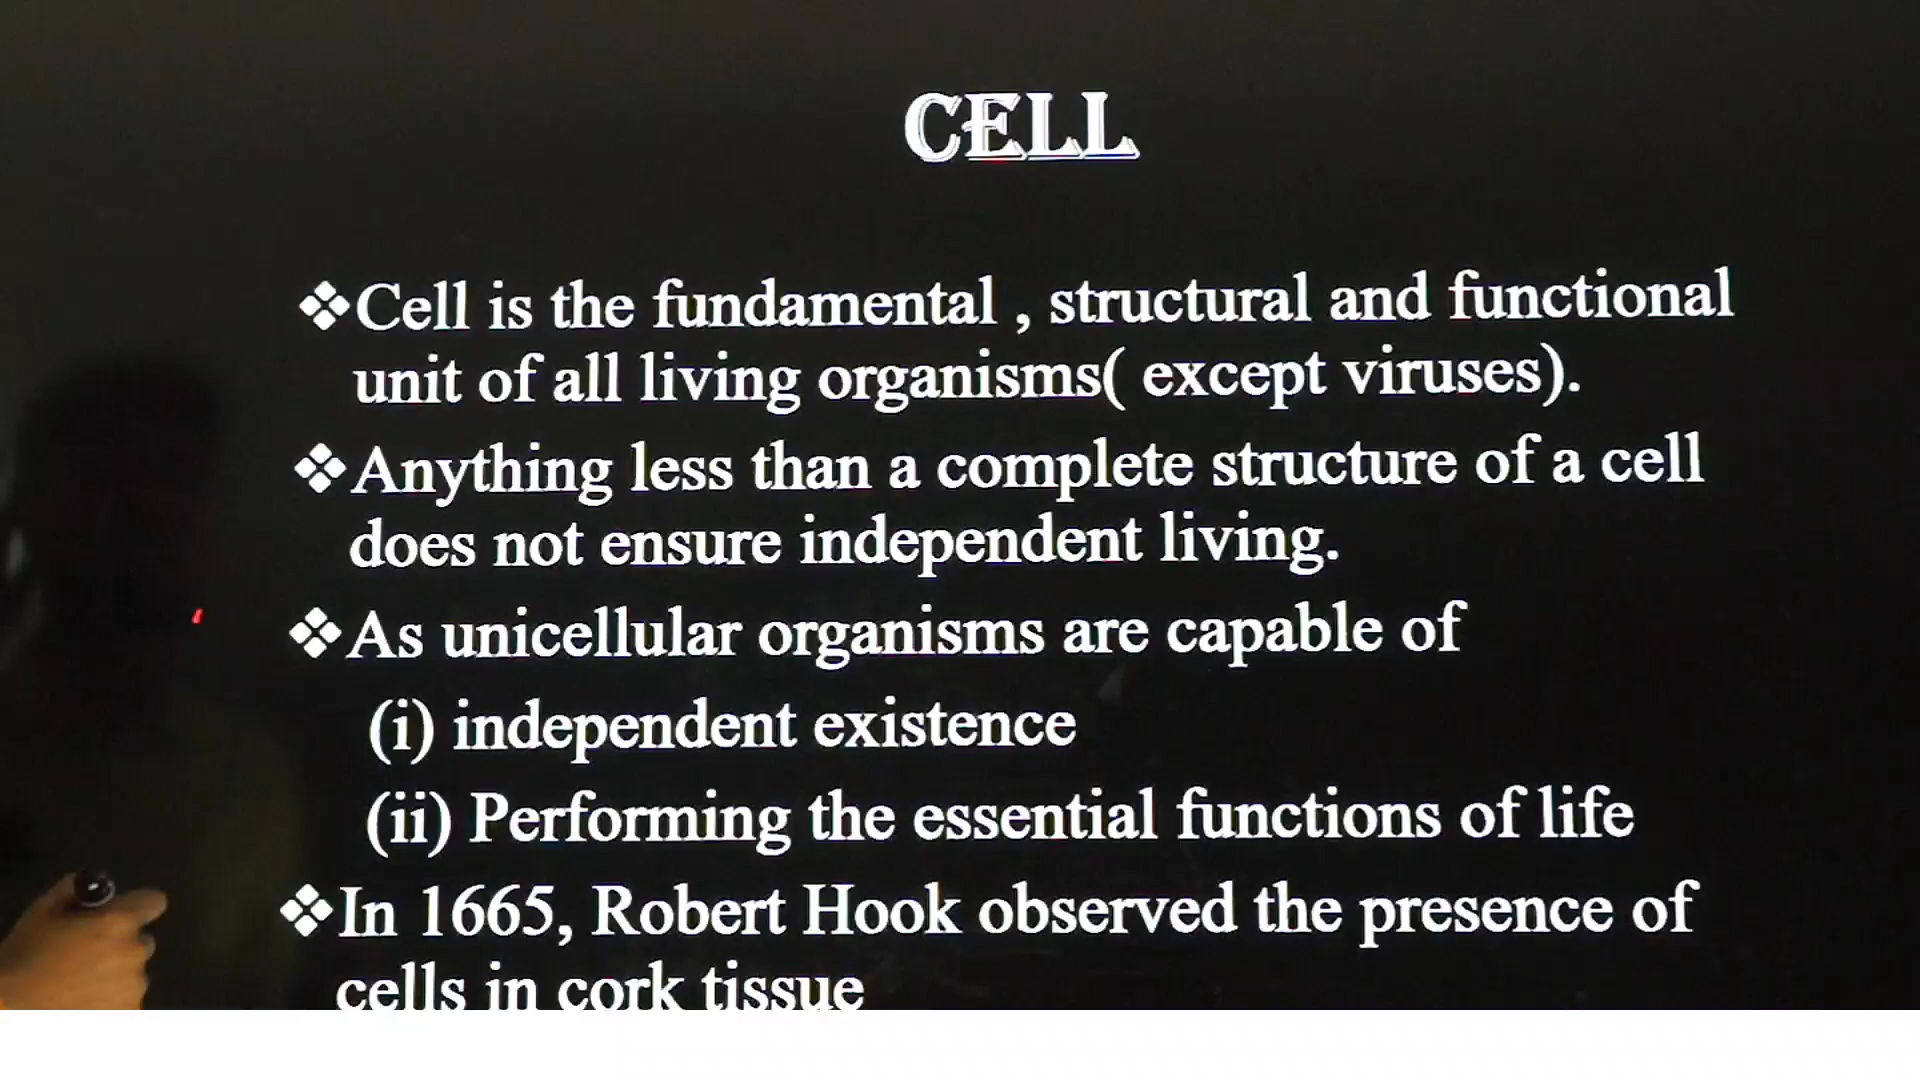 CELL
❖Cell is the fundamental , structural and functional
unit of all living organisms( except viruses).
❖Anything less than a complete structure of a cell
does not ensure independent living.
❖As unicellular organisms are capable of
(i) independent existence
(ii) Performing the essential functions of life
❖In 1665, Robert Hook observed the presence of
cells in cork tissue